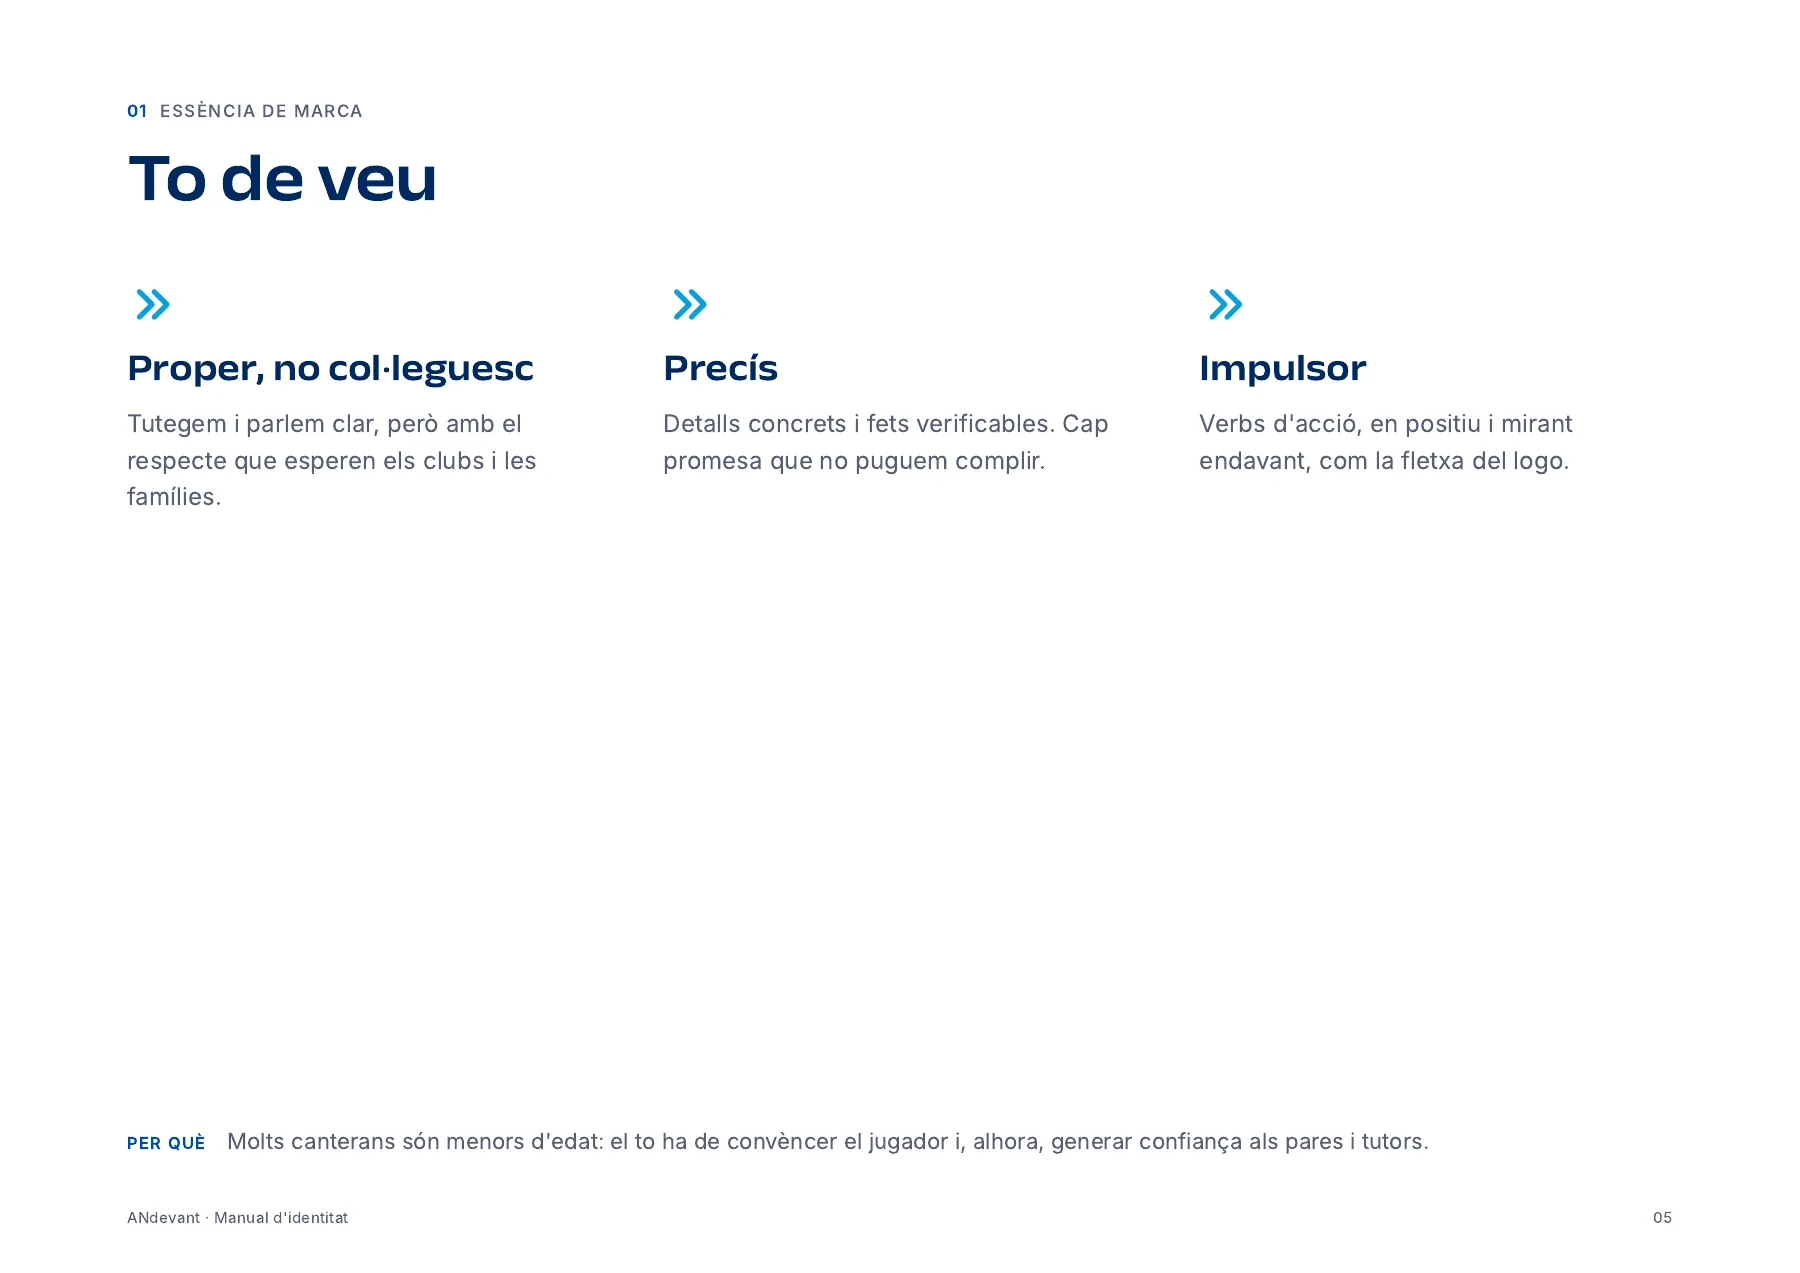 01 ESSÈNCIA DE MARCA
To de veu
Proper, no col·leguesc
Tutegem i parlem clar, però amb el
respecte que esperen els clubs i les
famílies.
Precís
Detalls concrets i fets verificables. Cap
promesa que no puguem complir.
Impulsor
Verbs d'acció, en positiu i mirant
endavant, com la fletxa del logo.
PER QUÈ Molts canterans són menors d'edat: el to ha de convèncer el jugador i, alhora, generar confiança als pares i tutors.
ANdevant · Manual d'identitat
05